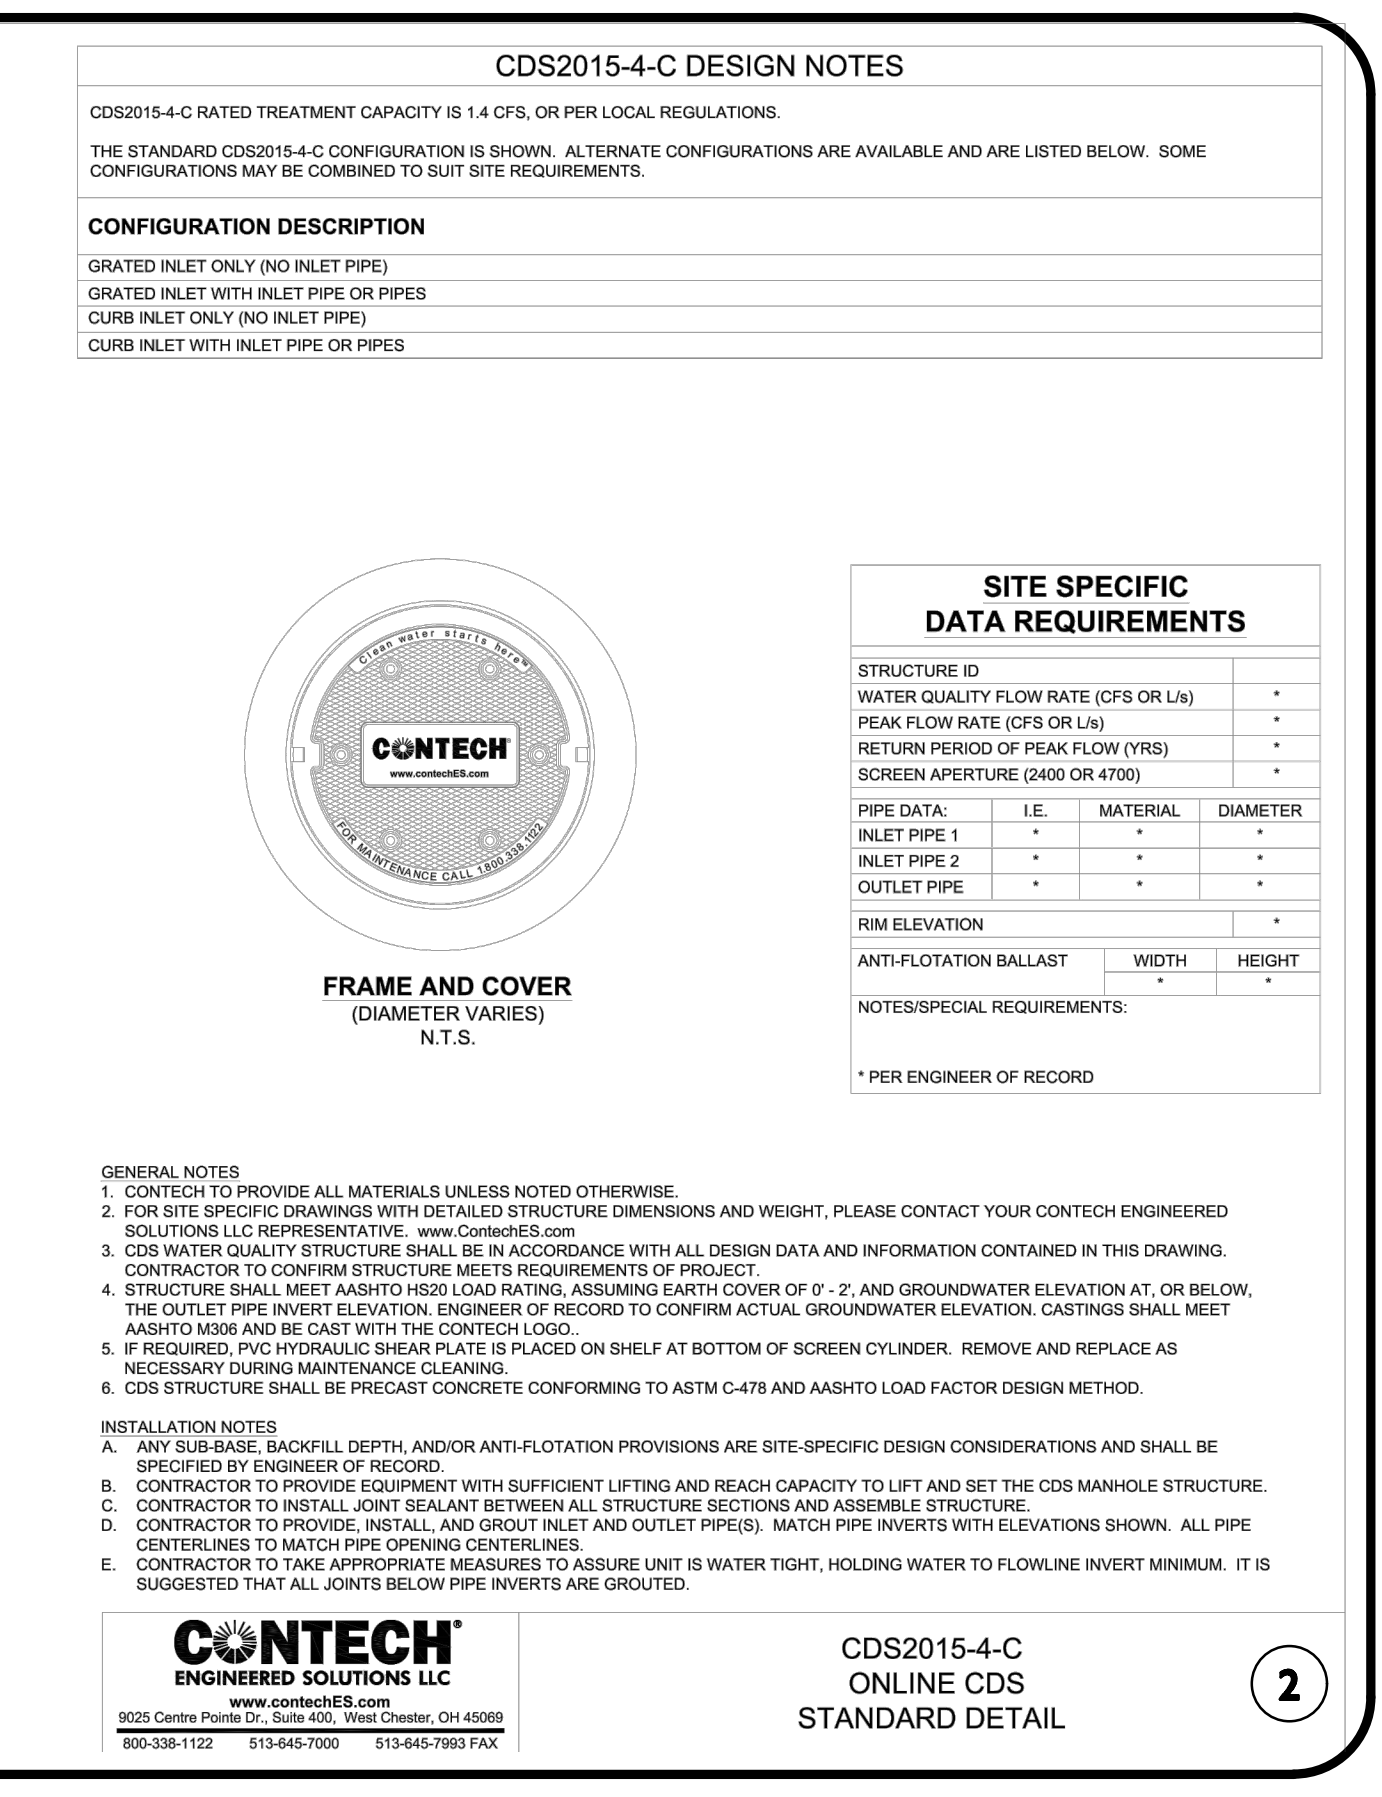 CDS2015-4-C DESIGN NOTES
CDS2015-4-C RATED TREATMENT CAPACITY IS 1.4 CFS, OR PER LOCAL REGULATIONS.
THE STANDARD CDS2015-4-C CONFIGURATION IS SHOWN.  ALTERNATE CONFIGURATIONS ARE AVAILABLE AND ARE LISTED BELOW.  SOME
CONFIGURATIONS MAY BE COMBINED TO SUIT SITE REQUIREMENTS.
CONFIGURATION DESCRIPTION
GRATED INLET ONLY (NO INLET PIPE)
GRATED INLET WITH INLET PIPE OR PIPES
CURB INLET ONLY (NO INLET PIPE)
CURB INLET WITH INLET PIPE OR PIPES
Clean water starts here™
CONTECH®
www.contechES.com
FOR MAINTENANCE CALL 1.800.338.1122
FRAME AND COVER
(DIAMETER VARIES)
N.T.S.
SITE SPECIFIC
DATA REQUIREMENTS
STRUCTURE ID
WATER QUALITY FLOW RATE (CFS OR L/s) *
PEAK FLOW RATE (CFS OR L/s) *
RETURN PERIOD OF PEAK FLOW (YRS) *
SCREEN APERTURE (2400 OR 4700) *
PIPE DATA: I.E. MATERIAL DIAMETER
INLET PIPE 1 * * *
INLET PIPE 2 * * *
OUTLET PIPE * * *
RIM ELEVATION *
ANTI-FLOTATION BALLAST WIDTH HEIGHT
* *
NOTES/SPECIAL REQUIREMENTS:
* PER ENGINEER OF RECORD
GENERAL NOTES
1. CONTECH TO PROVIDE ALL MATERIALS UNLESS NOTED OTHERWISE.
2. FOR SITE SPECIFIC DRAWINGS WITH DETAILED STRUCTURE DIMENSIONS AND WEIGHT, PLEASE CONTACT YOUR CONTECH ENGINEERED
SOLUTIONS LLC REPRESENTATIVE.  www.ContechES.com
3. CDS WATER QUALITY STRUCTURE SHALL BE IN ACCORDANCE WITH ALL DESIGN DATA AND INFORMATION CONTAINED IN THIS DRAWING.
CONTRACTOR TO CONFIRM STRUCTURE MEETS REQUIREMENTS OF PROJECT.
4. STRUCTURE SHALL MEET AASHTO HS20 LOAD RATING, ASSUMING EARTH COVER OF 0' - 2', AND GROUNDWATER ELEVATION AT, OR BELOW,
THE OUTLET PIPE INVERT ELEVATION. ENGINEER OF RECORD TO CONFIRM ACTUAL GROUNDWATER ELEVATION. CASTINGS SHALL MEET
AASHTO M306 AND BE CAST WITH THE CONTECH LOGO..
5. IF REQUIRED, PVC HYDRAULIC SHEAR PLATE IS PLACED ON SHELF AT BOTTOM OF SCREEN CYLINDER.  REMOVE AND REPLACE AS
NECESSARY DURING MAINTENANCE CLEANING.
6. CDS STRUCTURE SHALL BE PRECAST CONCRETE CONFORMING TO ASTM C-478 AND AASHTO LOAD FACTOR DESIGN METHOD.
INSTALLATION NOTES
A. ANY SUB-BASE, BACKFILL DEPTH, AND/OR ANTI-FLOTATION PROVISIONS ARE SITE-SPECIFIC DESIGN CONSIDERATIONS AND SHALL BE
SPECIFIED BY ENGINEER OF RECORD.
B. CONTRACTOR TO PROVIDE EQUIPMENT WITH SUFFICIENT LIFTING AND REACH CAPACITY TO LIFT AND SET THE CDS MANHOLE STRUCTURE.
C. CONTRACTOR TO INSTALL JOINT SEALANT BETWEEN ALL STRUCTURE SECTIONS AND ASSEMBLE STRUCTURE.
D. CONTRACTOR TO PROVIDE, INSTALL, AND GROUT INLET AND OUTLET PIPE(S).  MATCH PIPE INVERTS WITH ELEVATIONS SHOWN.  ALL PIPE
CENTERLINES TO MATCH PIPE OPENING CENTERLINES.
E. CONTRACTOR TO TAKE APPROPRIATE MEASURES TO ASSURE UNIT IS WATER TIGHT, HOLDING WATER TO FLOWLINE INVERT MINIMUM.  IT IS
SUGGESTED THAT ALL JOINTS BELOW PIPE INVERTS ARE GROUTED.
CONTECH®
ENGINEERED SOLUTIONS LLC
www.contechES.com
9025 Centre Pointe Dr., Suite 400, West Chester, OH 45069
800-338-1122 513-645-7000 513-645-7993 FAX
CDS2015-4-C
ONLINE CDS
STANDARD DETAIL
2